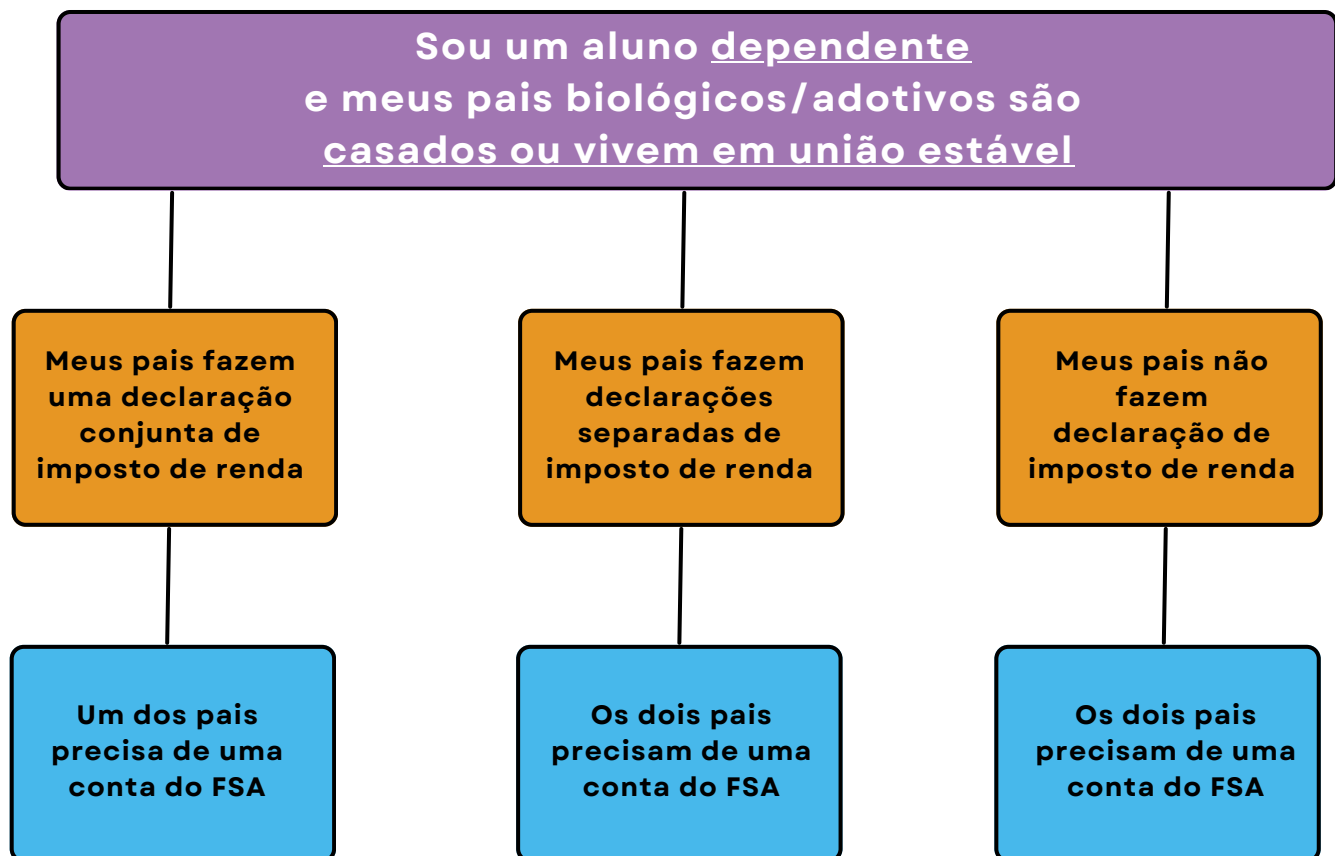 Sou um aluno dependente
e meus pais biológicos/adotivos são
casados ou vivem em união estável
Meus pais fazem
uma declaração
conjunta de
imposto de renda
Meus pais fazem
declarações
separadas de
imposto de renda
Meus pais não
fazem
declaração de
imposto de renda
Um dos pais
precisa de uma
conta do FSA
Os dois pais
precisam de uma
conta do FSA
Os dois pais
precisam de uma
conta do FSA